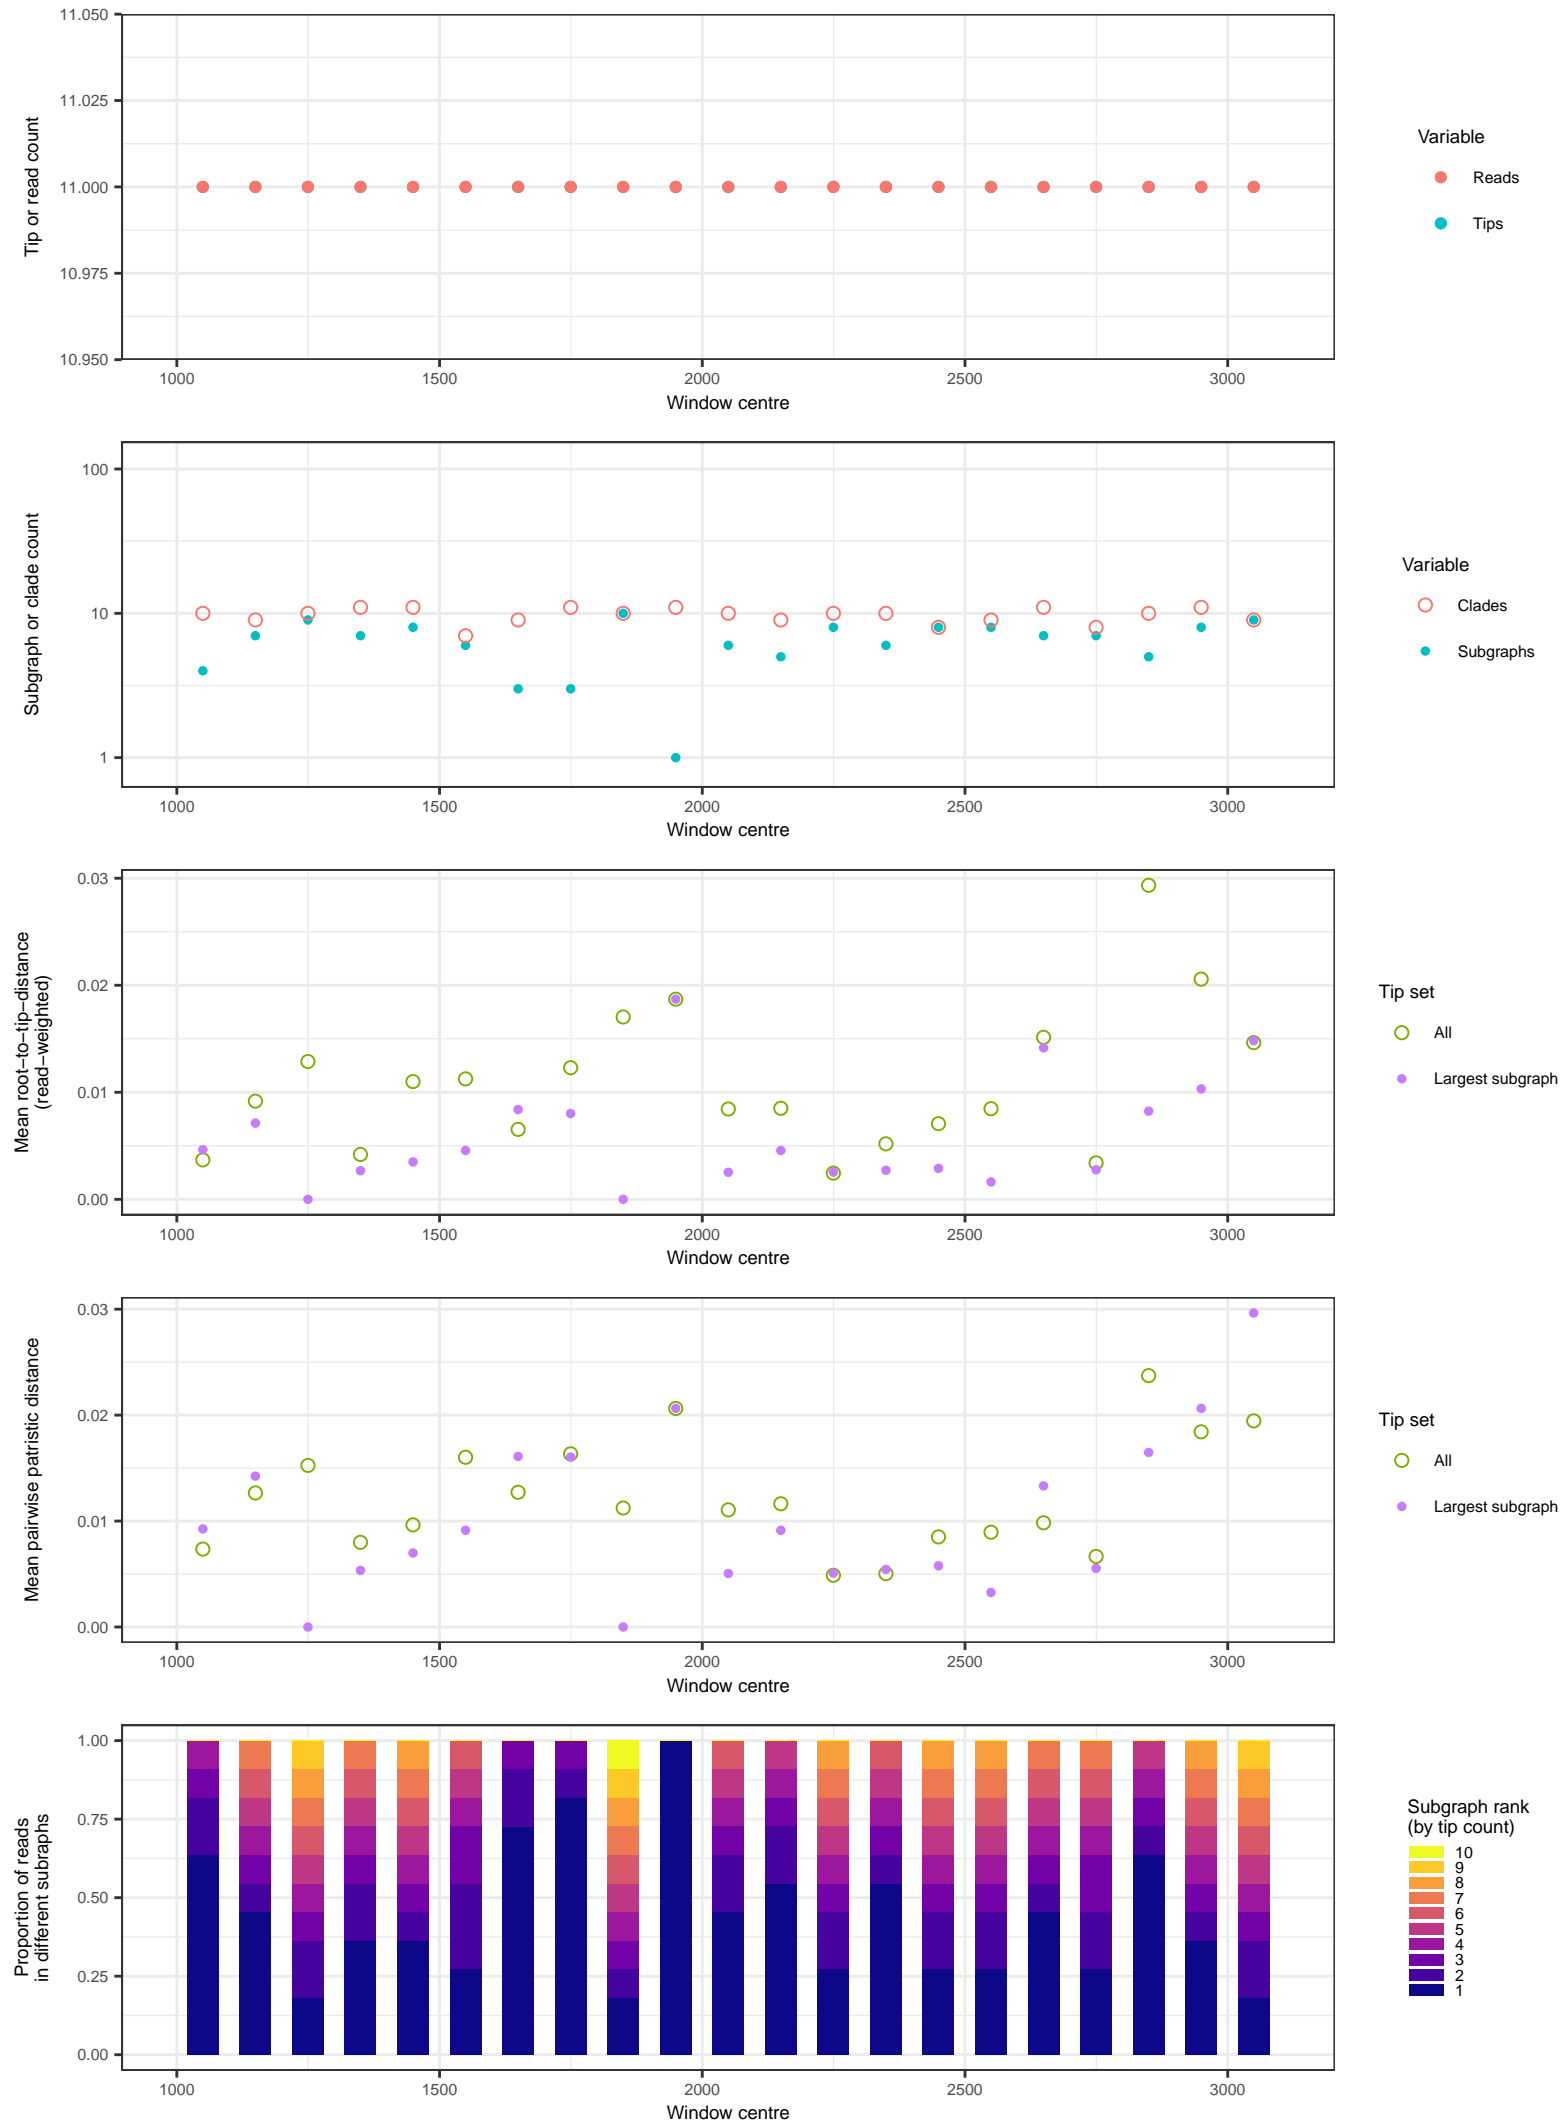 11.050
11.025
11.000
10.975
10.950
Tip or read count
1000 1500 2000 2500 3000
Window centre
Variable
Reads
Tips
100
10
1
Subgraph or clade count
1000 1500 2000 2500 3000
Window centre
Variable
Clades
Subgraphs
0.03
0.02
0.01
0.00
Mean root−to−tip−distance
(read−weighted)
1000 1500 2000 2500 3000
Window centre
Tip set
All
Largest subgraph
0.03
0.02
0.01
0.00
Mean pairwise patristic distance
1000 1500 2000 2500 3000
Window centre
Tip set
All
Largest subgraph
1.00
0.75
0.50
0.25
0.00
Proportion of reads
in different subraphs
1000 1500 2000 2500 3000
Window centre
Subgraph rank
(by tip count)
10
9
8
7
6
5
4
3
2
1